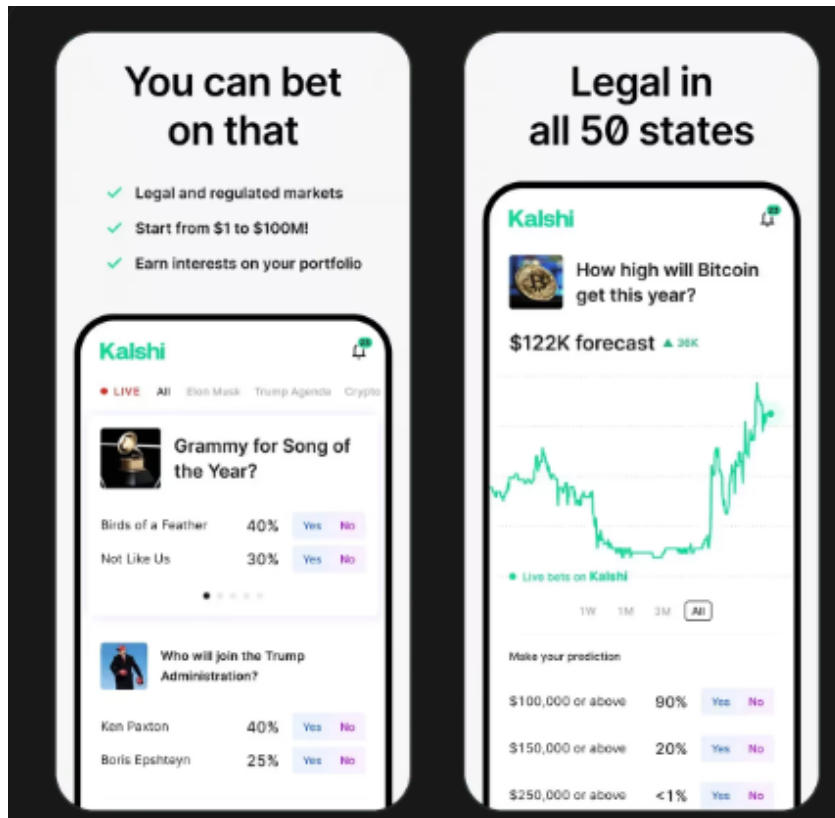 You can bet
on that
Legal and regulated markets
Start from $1 to $100M!
Earn interests on your portfolio
Kalshi
23
LIVE All Elon Musk Trump Agenda Crypto
Grammy for Song of
the Year?
Birds of a Feather 40% Yes No
Not Like Us 30% Yes No
Who will join the Trump
Administration?
Ken Paxton 40% Yes No
Boris Epshteyn 25% Yes No
Legal in
all 50 states
Kalshi
23
How high will Bitcoin
get this year?
$122K forecast ▲ 36K
Live bets on Kalshi
1W 1M 3M All
Make your prediction
$100,000 or above 90% Yes No
$150,000 or above 20% Yes No
$250,000 or above <1% Yes No